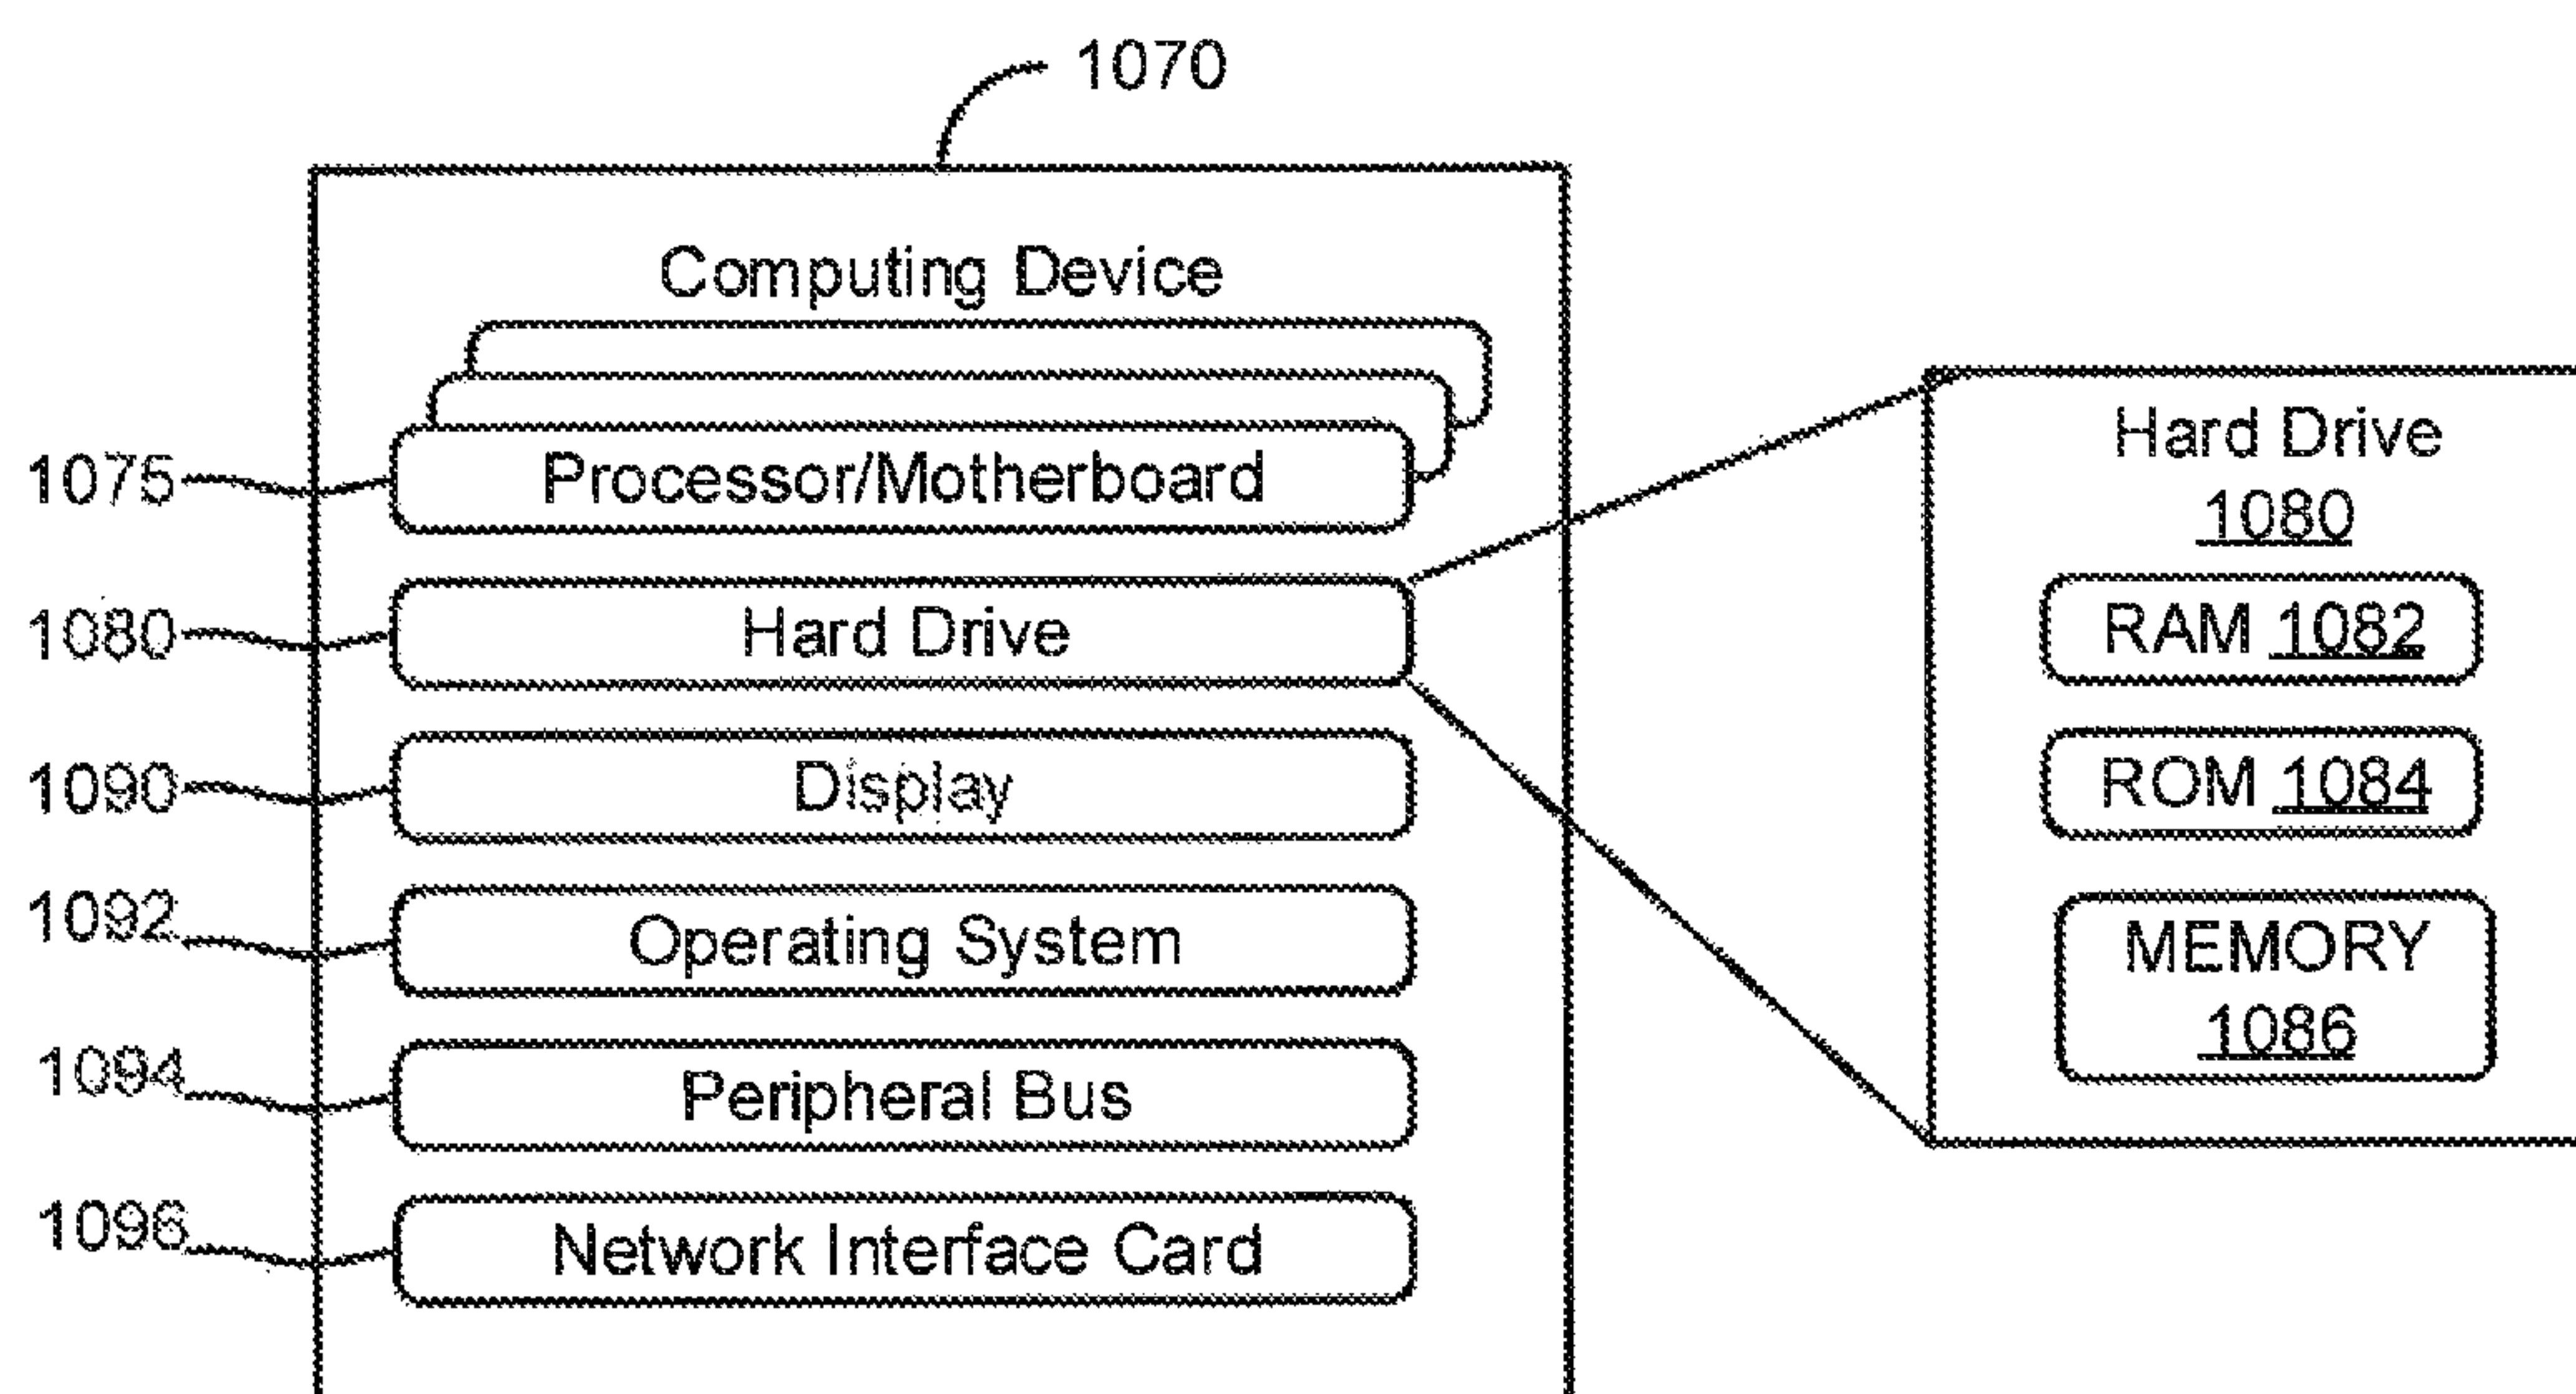 1070
Computing Device
1075 Processor/Motherboard
1080 Hard Drive
1090 Display
1092 Operating System
1094 Peripheral Bus
1096 Network Interface Card
Hard Drive
1080
RAM 1082
ROM 1084
MEMORY
1086